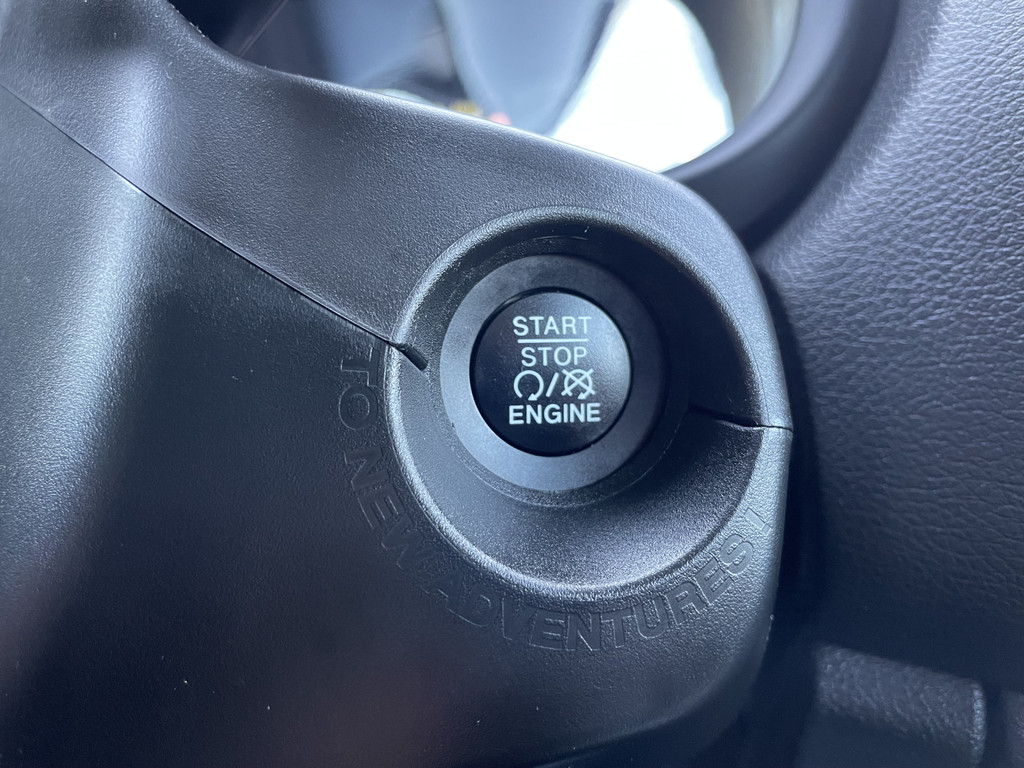 START
STOP
/
ENGINE
TO NEW ADVENTURES!